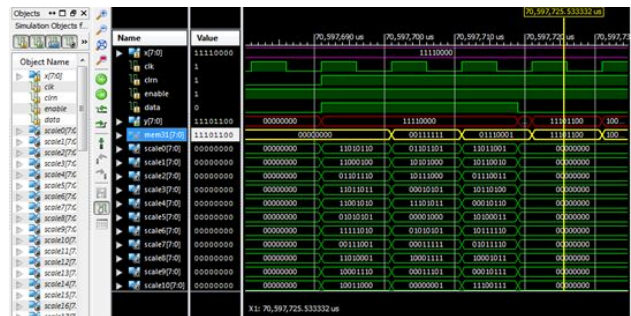 Objects
Simulation Objects f...
Object Name
x[7:0]
clk
clrn
enable
data
scale0[7:0
scale1[7:0
scale2[7:0
scale3[7:0
scale4[7:0
scale5[7:0
scale6[7:0
scale7[7:0
scale8[7:0
scale9[7:0
scale10[7:
scale11[7:
scale12[7:
scale13[7:
scale14[7:
scale15[7:
scale16[7:
Name Value
70,597,725.533332 us
70,597,690 us 70,597,700 us 70,597,710 us 70,597,720 us 70,597,73
x[7:0] 11110000 11110000
clk 1
clrn 1
enable 1
data 0
y[7:0] 11101100 00000000 11110000 11101100 100...
mem31[7:0] 11101100 00000000 00111111 01110001 11101100 100...
scale0[7:0] 00000000 00000000 11010110 01101101 11011001 00000000
scale1[7:0] 00000000 00000000 11000100 10101000 10110010 00000000
scale2[7:0] 00000000 00000000 01101110 10111000 01110011 00000000
scale3[7:0] 00000000 00000000 11011011 00010101 10110100 00000000
scale4[7:0] 00000000 00000000 11001010 11101011 00010110 00000000
scale5[7:0] 00000000 00000000 01010101 00001000 10100011 00000000
scale6[7:0] 00000000 00000000 11111010 01010101 10111110 00000000
scale7[7:0] 00000000 00000000 00111001 00011111 01011110 00000000
scale8[7:0] 00000000 00000000 11010001 10001111 10001011 00000000
scale9[7:0] 00000000 00000000 10001110 00011101 00010111 00000000
scale10[7:0] 00000000 00000000 10011000 00000001 11100111 00000000
X1: 70,597,725.533332 us